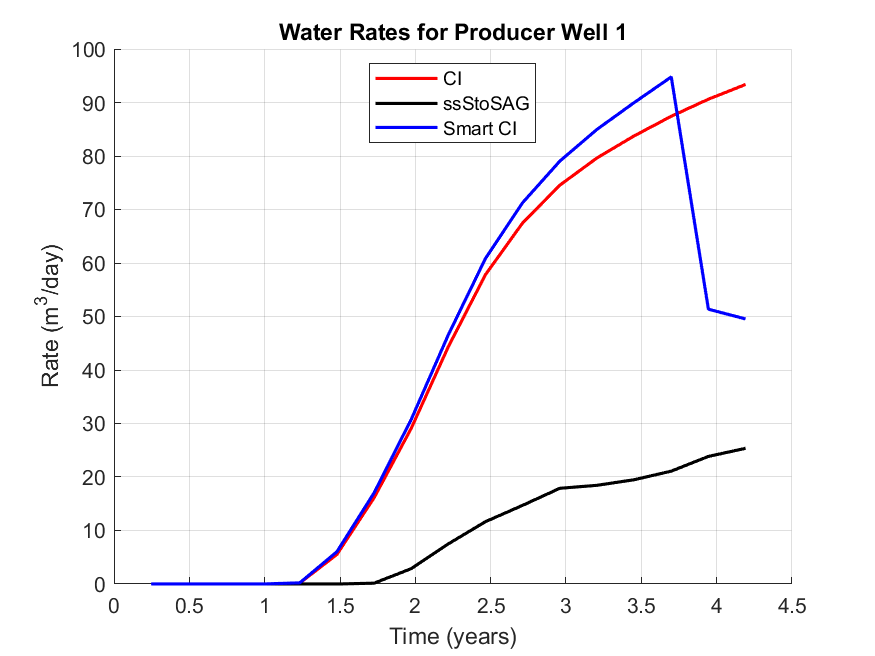 Water Rates for Producer Well 1
100
90
80
70
60
50
40
30
20
10
0
Rate (m³/day)
CI
ssStoSAG
Smart CI
0 0.5 1 1.5 2 2.5 3 3.5 4 4.5
Time (years)